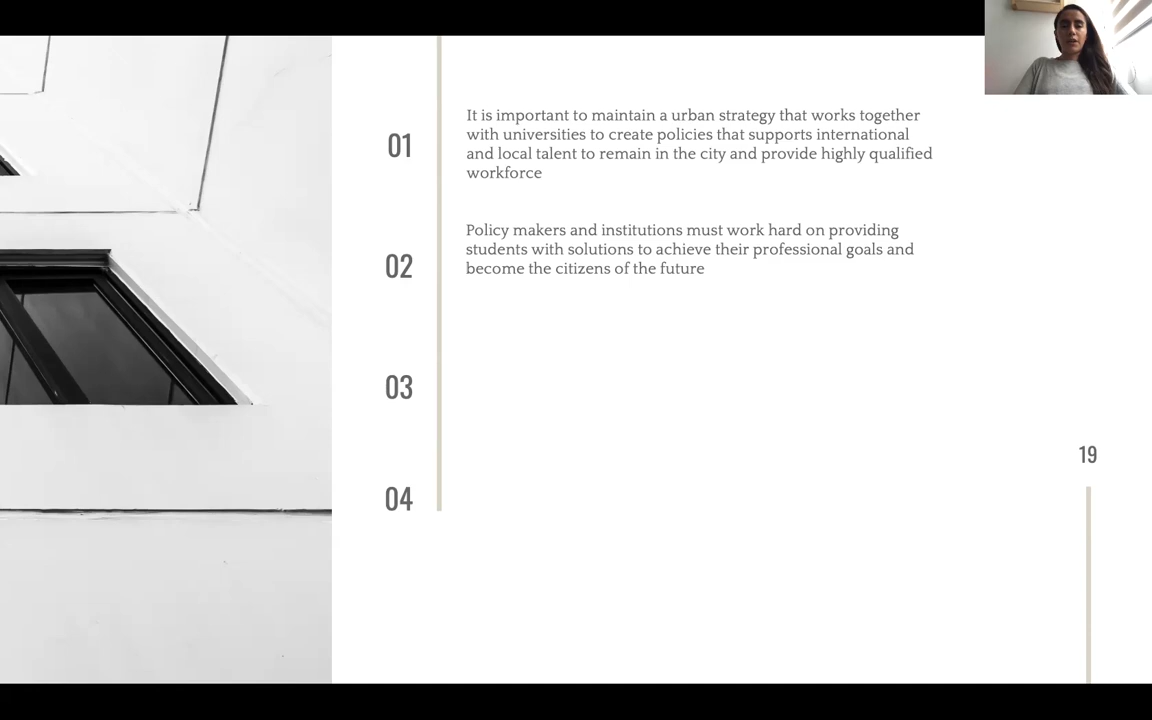 01
It is important to maintain a urban strategy that works together
with universities to create policies that supports international
and local talent to remain in the city and provide highly qualified
workforce
02
Policy makers and institutions must work hard on providing
students with solutions to achieve their professional goals and
become the citizens of the future
03
04
19